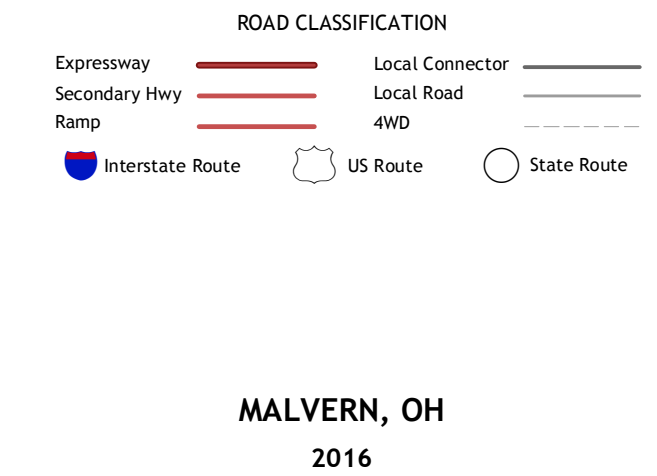 ROAD CLASSIFICATION
Expressway
Local Connector
Secondary Hwy
Local Road
Ramp
4WD
Interstate Route
US Route
State Route
MALVERN, OH
2016